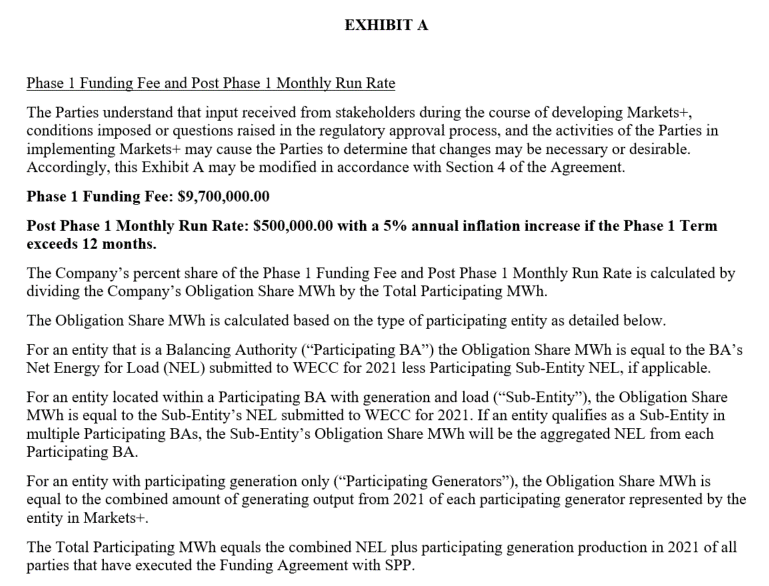 EXHIBIT A
Phase 1 Funding Fee and Post Phase 1 Monthly Run Rate
The Parties understand that input received from stakeholders during the course of developing Markets+,
conditions imposed or questions raised in the regulatory approval process, and the activities of the Parties in
implementing Markets+ may cause the Parties to determine that changes may be necessary or desirable.
Accordingly, this Exhibit A may be modified in accordance with Section 4 of the Agreement.
Phase 1 Funding Fee: $9,700,000.00
Post Phase 1 Monthly Run Rate: $500,000.00 with a 5% annual inflation increase if the Phase 1 Term
exceeds 12 months.
The Company’s percent share of the Phase 1 Funding Fee and Post Phase 1 Monthly Run Rate is calculated by
dividing the Company’s Obligation Share MWh by the Total Participating MWh.
The Obligation Share MWh is calculated based on the type of participating entity as detailed below.
For an entity that is a Balancing Authority (“Participating BA”) the Obligation Share MWh is equal to the BA’s
Net Energy for Load (NEL) submitted to WECC for 2021 less Participating Sub-Entity NEL, if applicable.
For an entity located within a Participating BA with generation and load (“Sub-Entity”), the Obligation Share
MWh is equal to the Sub-Entity’s NEL submitted to WECC for 2021. If an entity qualifies as a Sub-Entity in
multiple Participating BAs, the Sub-Entity’s Obligation Share MWh will be the aggregated NEL from each
Participating BA.
For an entity with participating generation only (“Participating Generators”), the Obligation Share MWh is
equal to the combined amount of generating output from 2021 of each participating generator represented by the
entity in Markets+.
The Total Participating MWh equals the combined NEL plus participating generation production in 2021 of all
parties that have executed the Funding Agreement with SPP.